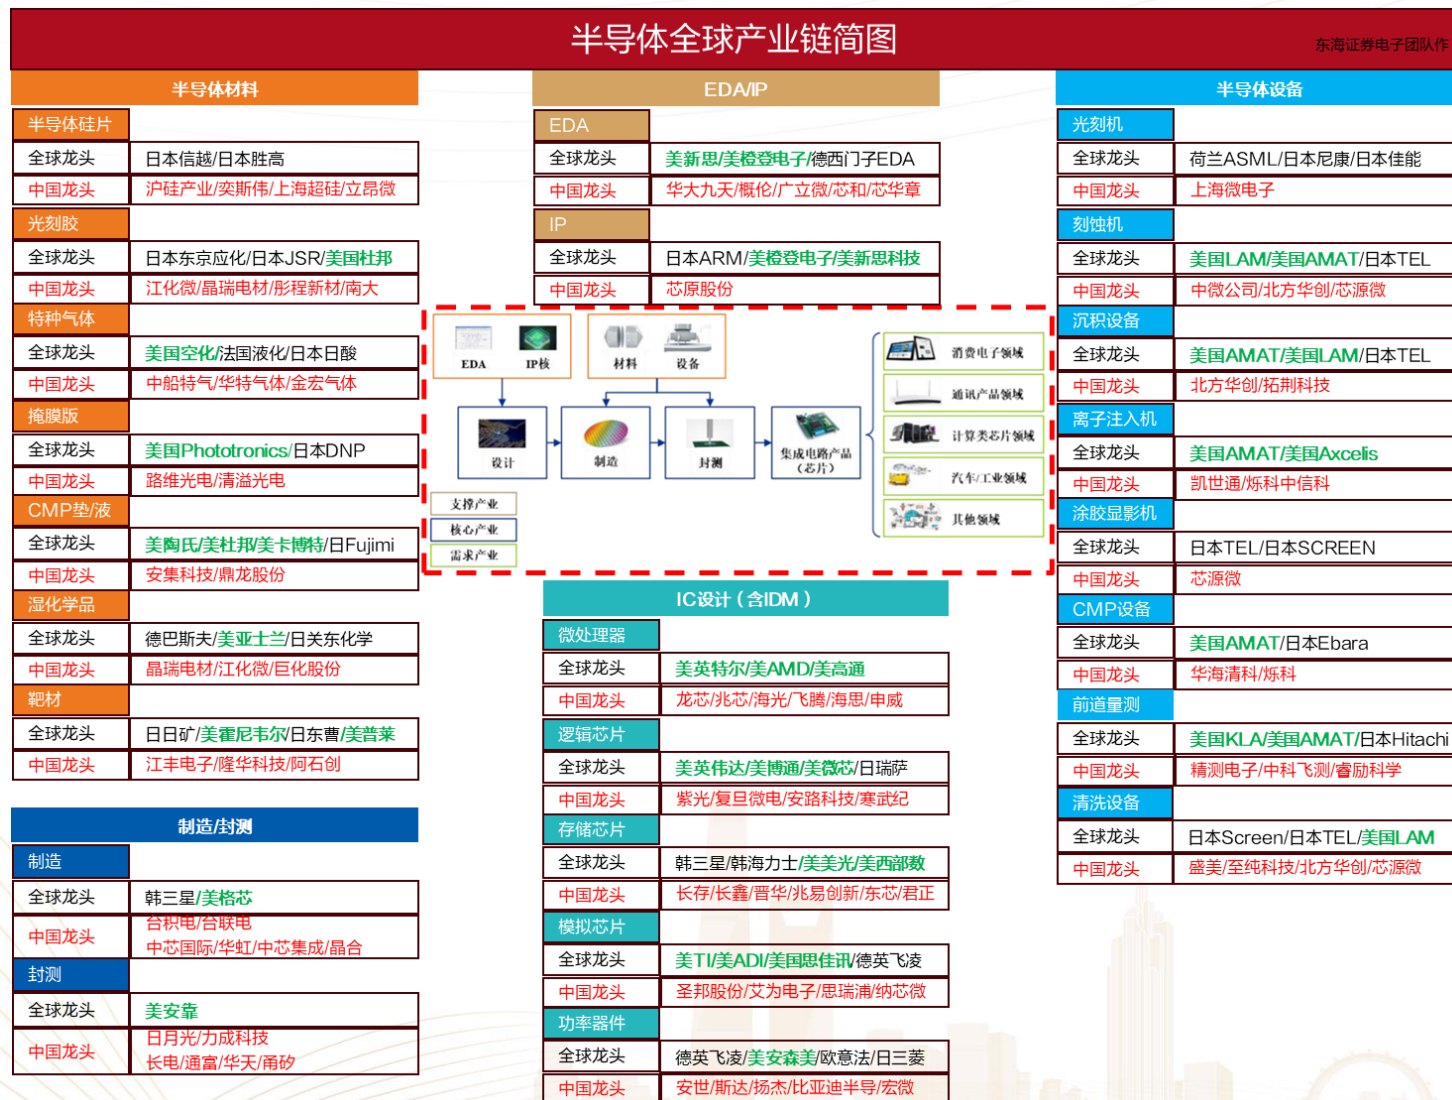 半导体全球产业链简图
东海证券电子团队作
半导体材料
半导体硅片
全球龙头 日本信越/日本胜高
中国龙头 沪硅产业/奕斯伟/上海超硅/立昂微
光刻胶
全球龙头 日本东京应化/日本JSR/美国杜邦
中国龙头 江化微/晶瑞电材/彤程新材/南大
特种气体
全球龙头 美国空化/法国液化/日本日酸
中国龙头 中船特气/华特气体/金宏气体
掩膜版
全球龙头 美国Phototronics/日本DNP
中国龙头 路维光电/清溢光电
CMP垫/液
全球龙头 美陶氏/美杜邦/美卡博特/日Fujimi
中国龙头 安集科技/鼎龙股份
湿化学品
全球龙头 德巴斯夫/美亚士兰/日关东化学
中国龙头 晶瑞电材/江化微/巨化股份
靶材
全球龙头 日日矿/美霍尼韦尔/日东曹/美普莱
中国龙头 江丰电子/隆华科技/阿石创
制造/封测
制造
全球龙头 韩三星/美格芯
中国龙头 台积电/台联电
中芯国际/华虹/中芯集成/晶合
封测
全球龙头 美安靠
中国龙头 日月光/力成科技
长电/通富/华天/甬矽
EDA/IP
EDA
全球龙头 美新思/美楷登电子/德西门子EDA
中国龙头 华大九天/概伦/广立微/芯和/芯华章
IP
全球龙头 日本ARM/美楷登电子/美新思科技
中国龙头 芯原股份
EDA IP核 材料 设备
设计 制造 封测 集成电路产品
（芯片）
消费电子领域
通讯产品领域
计算类芯片领域
汽车/工业领域
其他领域
支撑产业
核心产业
需求产业
IC设计（含IDM）
微处理器
全球龙头 美英特尔/美AMD/美高通
中国龙头 龙芯/兆芯/海光/飞腾/海思/申威
逻辑芯片
全球龙头 美英伟达/美博通/美微芯/日瑞萨
中国龙头 紫光/复旦微电/安路科技/寒武纪
存储芯片
全球龙头 韩三星/韩海力士/美美光/美西部数
中国龙头 长存/长鑫/晋华/兆易创新/东芯/君正
模拟芯片
全球龙头 美TI/美ADI/美国思佳讯/德英飞凌
中国龙头 圣邦股份/艾为电子/思瑞浦/纳芯微
功率器件
全球龙头 德英飞凌/美安森美/欧意法/日三菱
中国龙头 安世/斯达/扬杰/比亚迪半导/宏微
半导体设备
光刻机
全球龙头 荷兰ASML/日本尼康/日本佳能
中国龙头 上海微电子
刻蚀机
全球龙头 美国LAM/美国AMAT/日本TEL
中国龙头 中微公司/北方华创/芯源微
沉积设备
全球龙头 美国AMAT/美国LAM/日本TEL
中国龙头 北方华创/拓荆科技
离子注入机
全球龙头 美国AMAT/美国Axcelis
中国龙头 凯世通/烁科中信科
涂胶显影机
全球龙头 日本TEL/日本SCREEN
中国龙头 芯源微
CMP设备
全球龙头 美国AMAT/日本Ebara
中国龙头 华海清科/烁科
前道量测
全球龙头 美国KLA/美国AMAT/日本Hitachi
中国龙头 精测电子/中科飞测/睿励科学
清洗设备
全球龙头 日本Screen/日本TEL/美国LAM
中国龙头 盛美/至纯科技/北方华创/芯源微